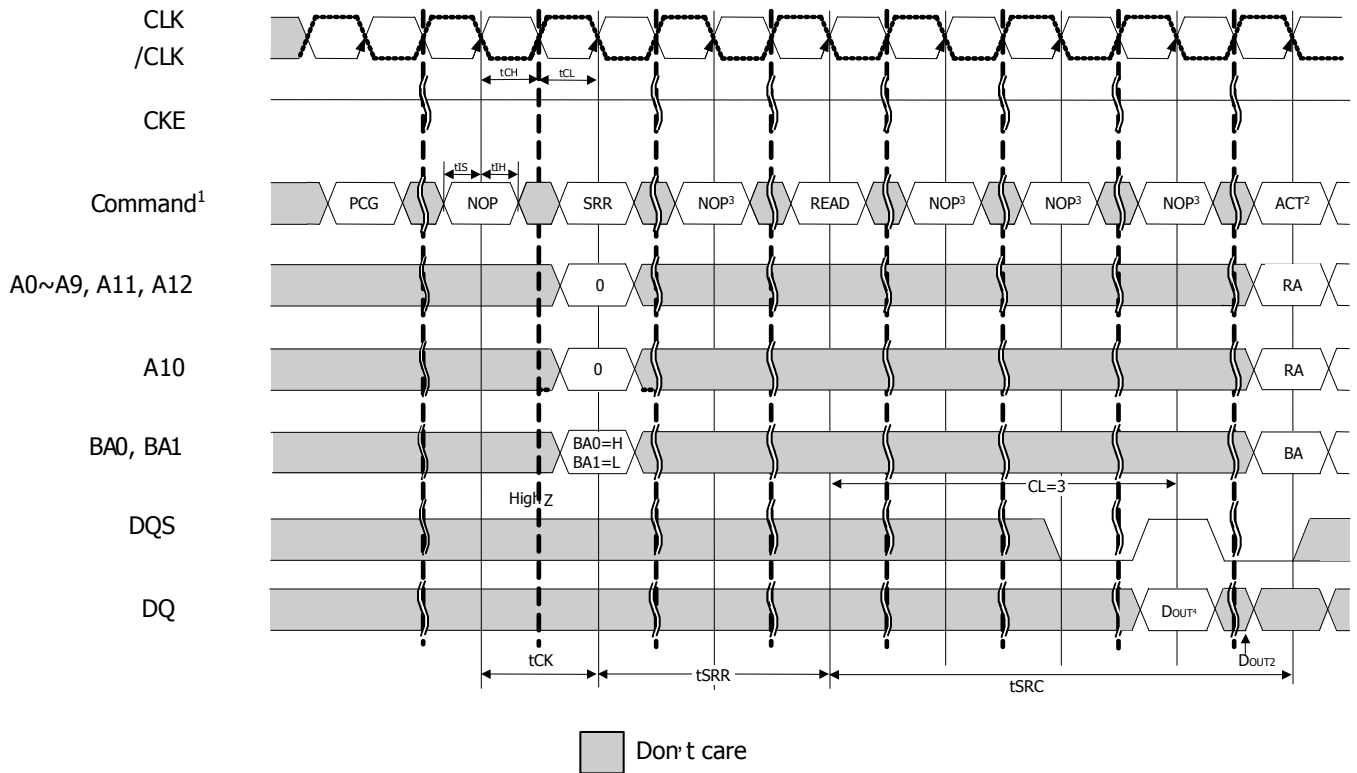 CLK
/CLK
tCH tCL
CKE
tIS tIH
Command¹ PCG NOP SRR NOP³ READ NOP³ NOP³ NOP³ ACT²
A0~A9, A11, A12 0 RA
A10 0 RA
BA0, BA1 BA0=H BA1=L BA
CL=3
High Z
DQS
DQ DOUT⁴
DOUT2
tCK tSRR tSRC
Don't care